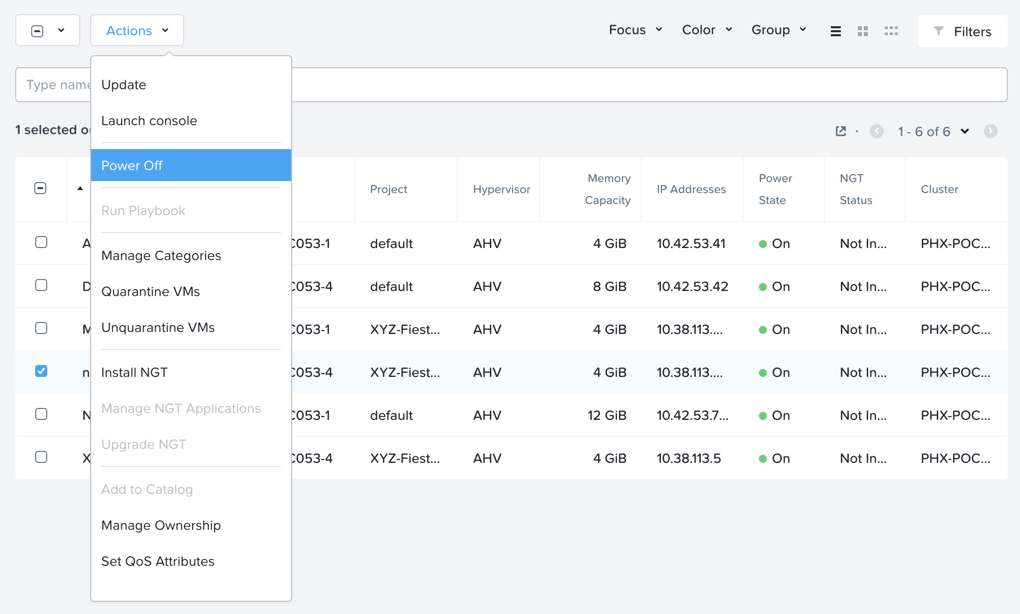 Actions
Focus
Color
Group
Filters
Type name
Update
Launch console
Power Off
Run Playbook
Manage Categories
Quarantine VMs
Unquarantine VMs
Install NGT
Manage NGT Applications
Upgrade NGT
Add to Catalog
Manage Ownership
Set QoS Attributes
1 selected o
1 - 6 of 6
Project
Hypervisor
Memory
Capacity
IP Addresses
Power
State
NGT
Status
Cluster
A C053-1 default AHV 4 GiB 10.42.53.41 On Not In... PHX-POC...
D C053-4 default AHV 8 GiB 10.42.53.42 On Not In... PHX-POC...
M C053-1 XYZ-Fiest... AHV 4 GiB 10.38.113.... On Not In... PHX-POC...
n C053-4 XYZ-Fiest... AHV 4 GiB 10.38.113.... On Not In... PHX-POC...
N C053-1 default AHV 12 GiB 10.42.53.7... On Not In... PHX-POC...
X C053-4 XYZ-Fiest... AHV 4 GiB 10.38.113.5 On Not In... PHX-POC...